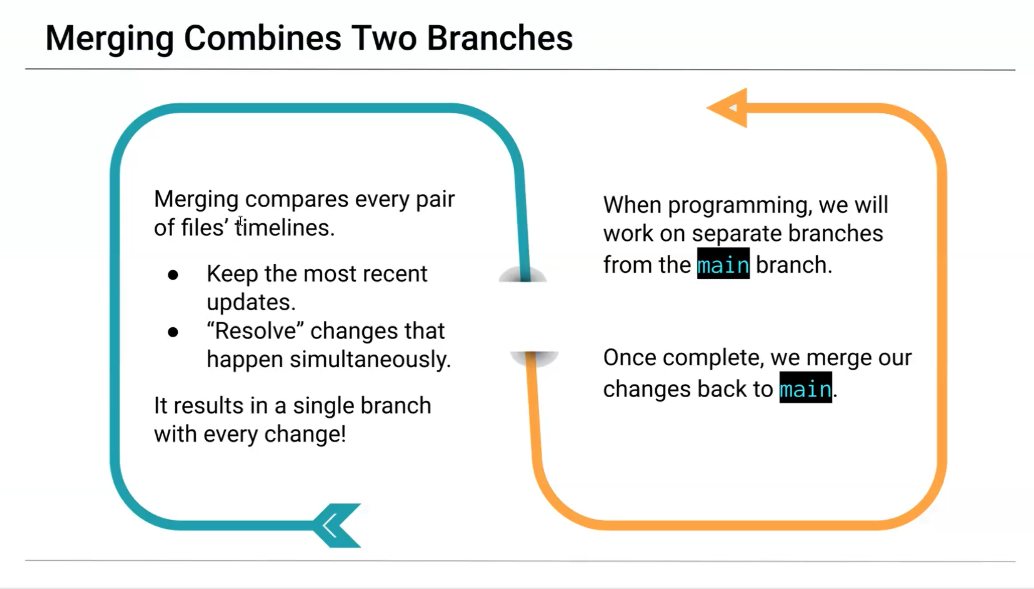 Merging Combines Two Branches
Merging compares every pair
of files’ timelines.
● Keep the most recent
updates.
● “Resolve” changes that
happen simultaneously.
It results in a single branch
with every change!
When programming, we will
work on separate branches
from the main branch.
Once complete, we merge our
changes back to main.